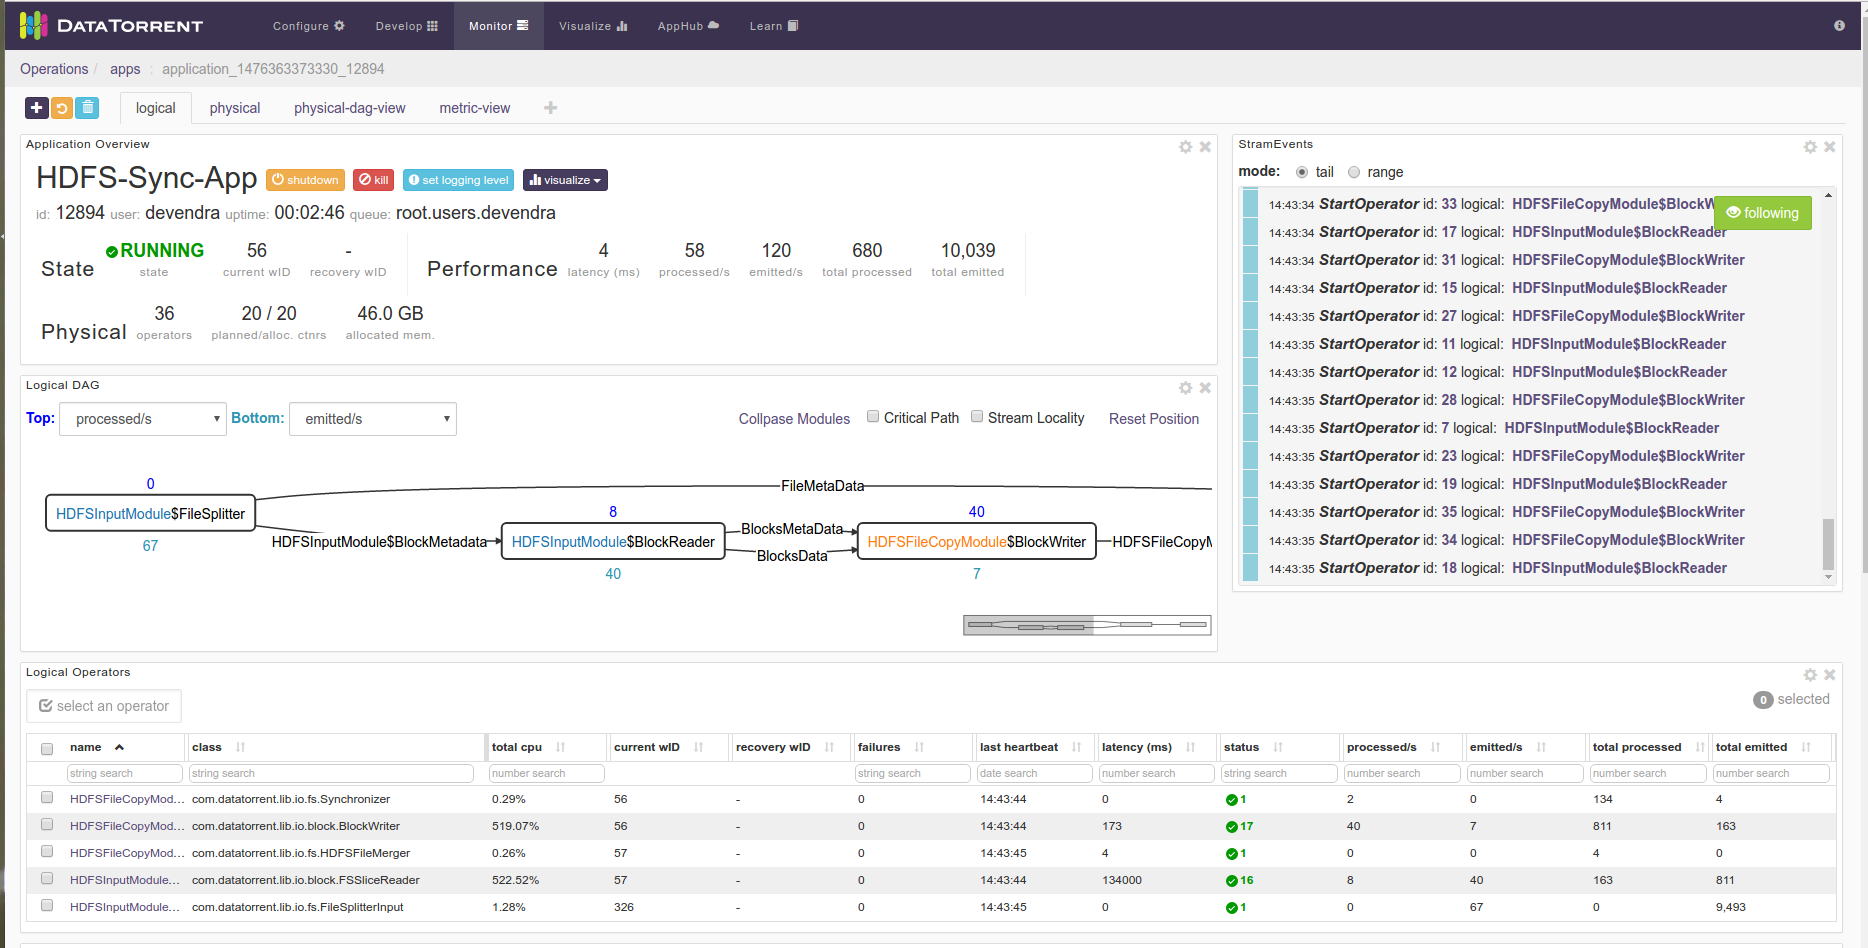 DATATORRENT
Configure Develop Monitor Visualize AppHub Learn
Operations / apps : application_1476363373330_12894
logical physical physical-dag-view metric-view
Application Overview
HDFS-Sync-App shutdown kill set logging level visualize
id: 12894 user: devendra uptime: 00:02:46 queue: root.users.devendra
State
RUNNING 56 -
state current wID recovery wID
Performance
4 58 120 680 10,039
latency (ms) processed/s emitted/s total processed total emitted
Physical
36 20 / 20 46.0 GB
operators planned/alloc. ctnrs allocated mem.
StramEvents
mode: tail range
following
14:43:34 StartOperator id: 33 logical: HDFSFileCopyModule$BlockW
14:43:34 StartOperator id: 17 logical: HDFSInputModule$BlockReader
14:43:34 StartOperator id: 31 logical: HDFSFileCopyModule$BlockWriter
14:43:34 StartOperator id: 15 logical: HDFSInputModule$BlockReader
14:43:35 StartOperator id: 27 logical: HDFSFileCopyModule$BlockWriter
14:43:35 StartOperator id: 11 logical: HDFSInputModule$BlockReader
14:43:35 StartOperator id: 12 logical: HDFSInputModule$BlockReader
14:43:35 StartOperator id: 28 logical: HDFSFileCopyModule$BlockWriter
14:43:35 StartOperator id: 7 logical: HDFSInputModule$BlockReader
14:43:35 StartOperator id: 23 logical: HDFSFileCopyModule$BlockWriter
14:43:35 StartOperator id: 19 logical: HDFSInputModule$BlockReader
14:43:35 StartOperator id: 35 logical: HDFSFileCopyModule$BlockWriter
14:43:35 StartOperator id: 34 logical: HDFSFileCopyModule$BlockWriter
14:43:35 StartOperator id: 18 logical: HDFSInputModule$BlockReader
Logical DAG
Top: processed/s Bottom: emitted/s Collpase Modules Critical Path Stream Locality Reset Position
0
HDFSInputModule$FileSplitter
67
FileMetaData
HDFSInputModule$BlockMetadata
8
HDFSInputModule$BlockReader
40
BlocksMetaData
BlocksData
40
HDFSFileCopyModule$BlockWriter
7
HDFSFileCopyM
Logical Operators
select an operator
0 selected
name class total cpu current wID recovery wID failures last heartbeat latency (ms) status processed/s emitted/s total processed total emitted
string search string search number search string search date search number search string search number search number search number search number search
HDFSFileCopyMod... com.datatorrent.lib.io.fs.Synchronizer 0.29% 56 - 0 14:43:44 0 1 2 0 134 4
HDFSFileCopyMod... com.datatorrent.lib.io.block.BlockWriter 519.07% 56 - 0 14:43:44 173 17 40 7 811 163
HDFSFileCopyMod... com.datatorrent.lib.io.fs.HDFSFileMerger 0.26% 57 - 0 14:43:45 4 1 0 0 4 0
HDFSInputModule... com.datatorrent.lib.io.block.FSSliceReader 522.52% 57 - 0 14:43:44 134000 16 8 40 163 811
HDFSInputModule... com.datatorrent.lib.io.fs.FileSplitterInput 1.28% 326 - 0 14:43:45 0 1 0 67 0 9,493